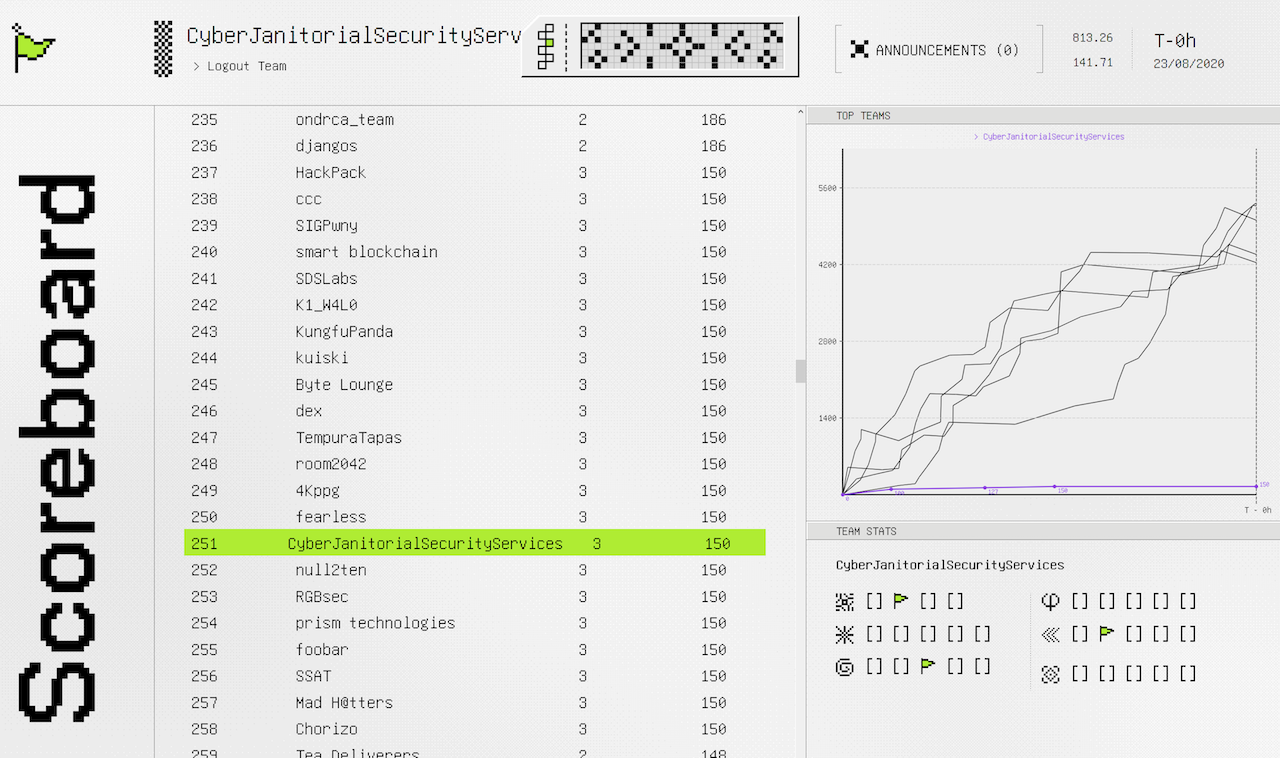 CyberJanitorialSecurityServ
> Logout Team
ANNOUNCEMENTS (0)
813.26
141.71
T-0h
23/08/2020
Scoreboard
235 ondrca_team 2 186
236 djangos 2 186
237 HackPack 3 150
238 ccc 3 150
239 SIGPwny 3 150
240 smart blockchain 3 150
241 SDSLabs 3 150
242 K1_W4L0 3 150
243 KungfuPanda 3 150
244 kuiski 3 150
245 Byte Lounge 3 150
246 dex 3 150
247 TempuraTapas 3 150
248 room2042 3 150
249 4Kppg 3 150
250 fearless 3 150
251 CyberJanitorialSecurityServices 3 150
252 null2ten 3 150
253 RGBsec 3 150
254 prism technologies 3 150
255 foobar 3 150
256 SSAT 3 150
257 Mad H@tters 3 150
258 Chorizo 3 150
259 Tea Deliverers 2 148
TOP TEAMS
> CyberJanitorialSecurityServices
5600
4200
2800
1400
0
100
127
150
150
T - 0h
TEAM STATS
CyberJanitorialSecurityServices
[] [] []
[] [] [] [] []
[] [] [] []
[] [] [] [] []
[] [] [] []
[] [] [] [] []